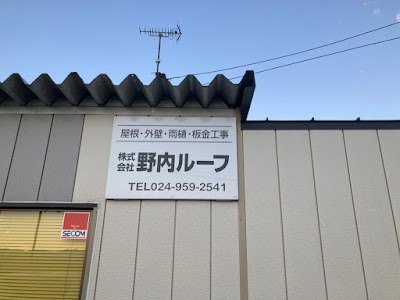 屋根・外壁・雨樋・板金工事
株式会社 野内ルーフ
TEL024-959-2541
SECOM